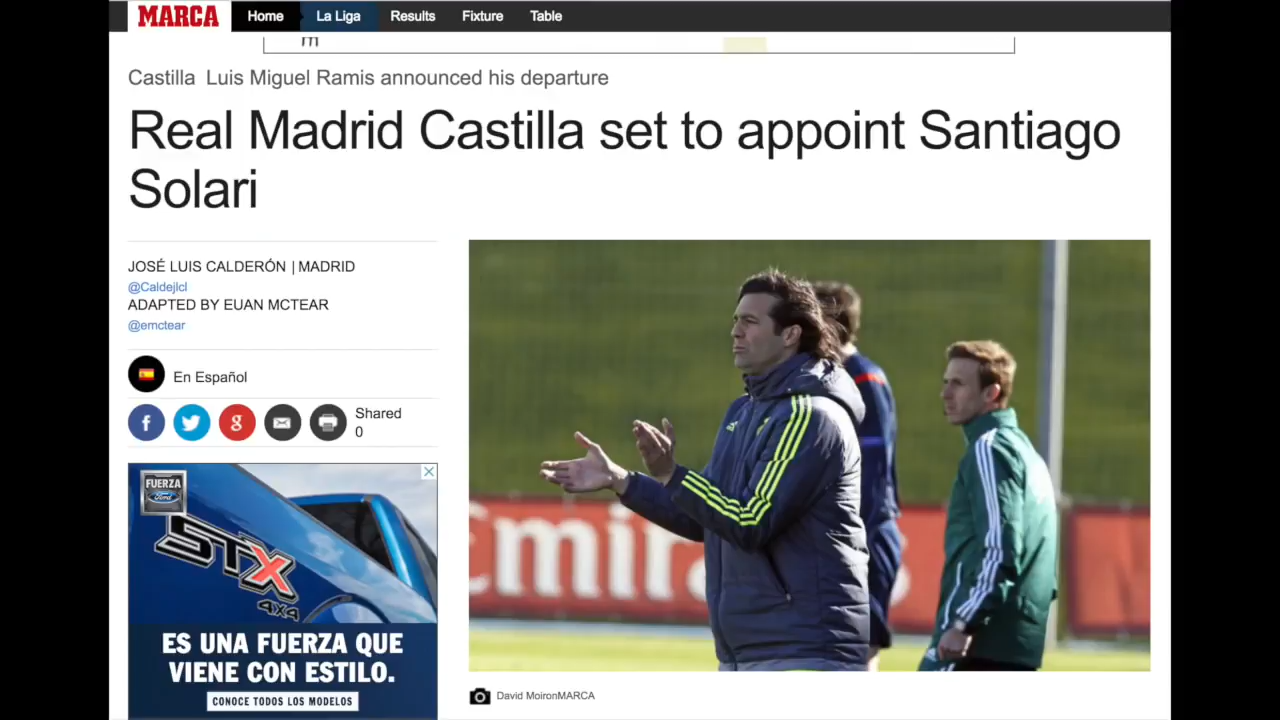 MARCA Home La Liga Results Fixture Table
Castilla Luis Miguel Ramis announced his departure
Real Madrid Castilla set to appoint Santiago
Solari
JOSÉ LUIS CALDERÓN | MADRID
@Caldejlcl
ADAPTED BY EUAN MCTEAR
@emctear
En Español
f g Shared
0
FUERZA
Ford
STX
4X4
ES UNA FUERZA QUE
VIENE CON ESTILO.
CONOCE TODOS LOS MODELOS
mir
David MoironMARCA